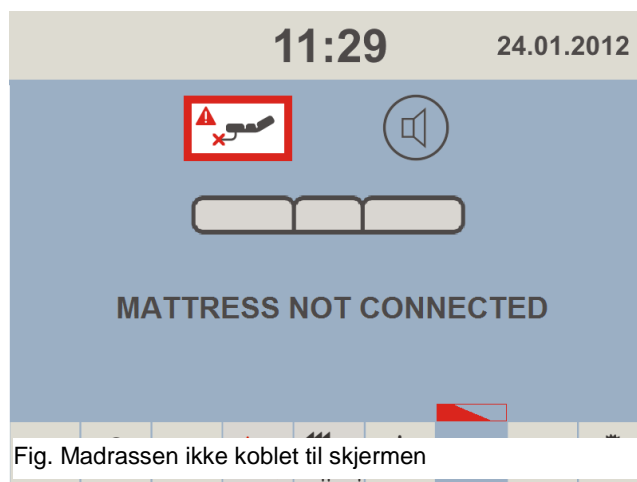 11:29 24.01.2012
MATTRESS NOT CONNECTED
Fig. Madrassen ikke koblet til skjermen